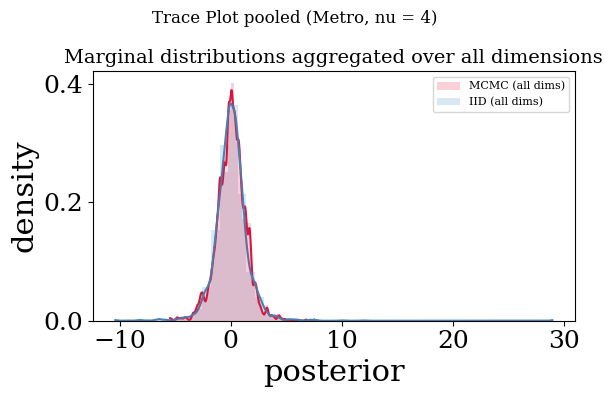 Trace Plot pooled (Metro, nu = 4)
Marginal distributions aggregated over all dimensions
MCMC (all dims)
IID (all dims)
density
0.4
0.2
0.0
−10
0
10
20
30
posterior